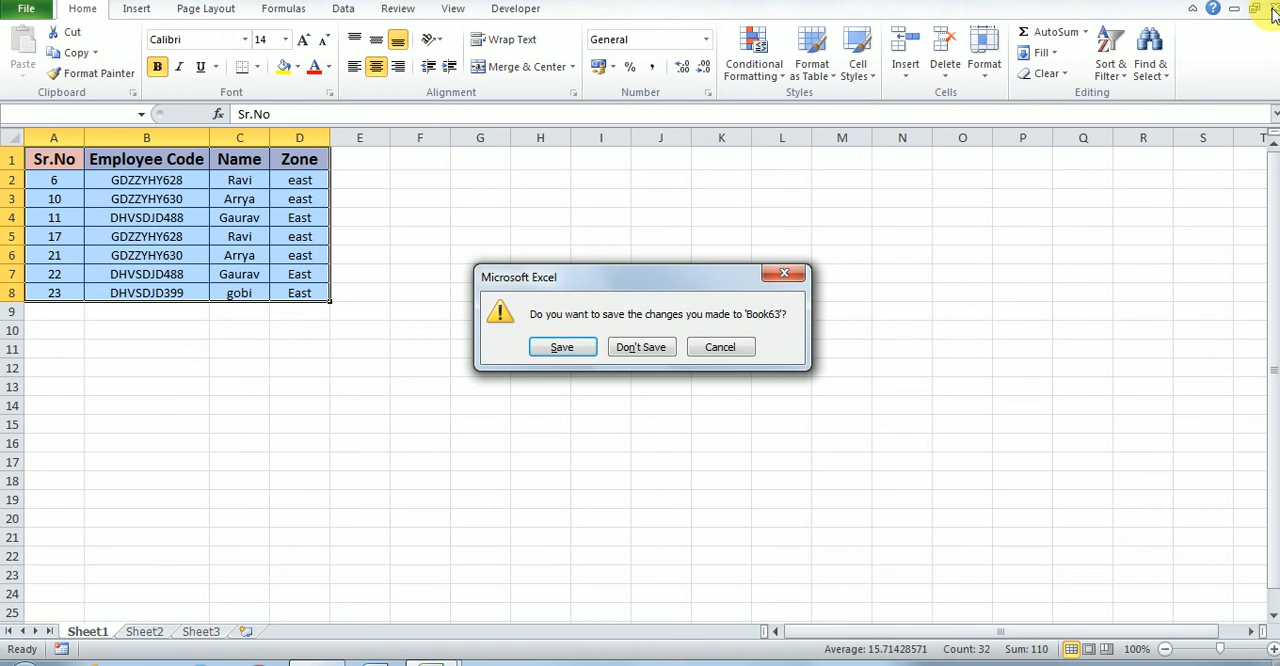 File Home Insert Page Layout Formulas Data Review View Developer
Cut
Copy
Format Painter
Paste
Clipboard
Calibri 14
B I U
Font
Wrap Text
Merge & Center
Alignment
General
% ,
Number
Conditional Formatting
Format as Table
Cell Styles
Styles
Insert
Delete
Format
Cells
AutoSum
Fill
Clear
Sort & Filter
Find & Select
Editing
fx Sr.No
A B C D E F G H I J K L M N O P Q R S T
1 Sr.No Employee Code Name Zone
2 6 GDZZYHY628 Ravi east
3 10 GDZZYHY630 Arrya east
4 11 DHVSDJD488 Gaurav East
5 17 GDZZYHY628 Ravi east
6 21 GDZZYHY630 Arrya east
7 22 DHVSDJD488 Gaurav East
8 23 DHVSDJD399 gobi East
9
10
11
12
13
14
15
16
17
18
19
20
21
22
23
24
25
Microsoft Excel
Do you want to save the changes you made to 'Book63'?
Save Don't Save Cancel
Sheet1 Sheet2 Sheet3
Ready Average: 15.71428571 Count: 32 Sum: 110 100%